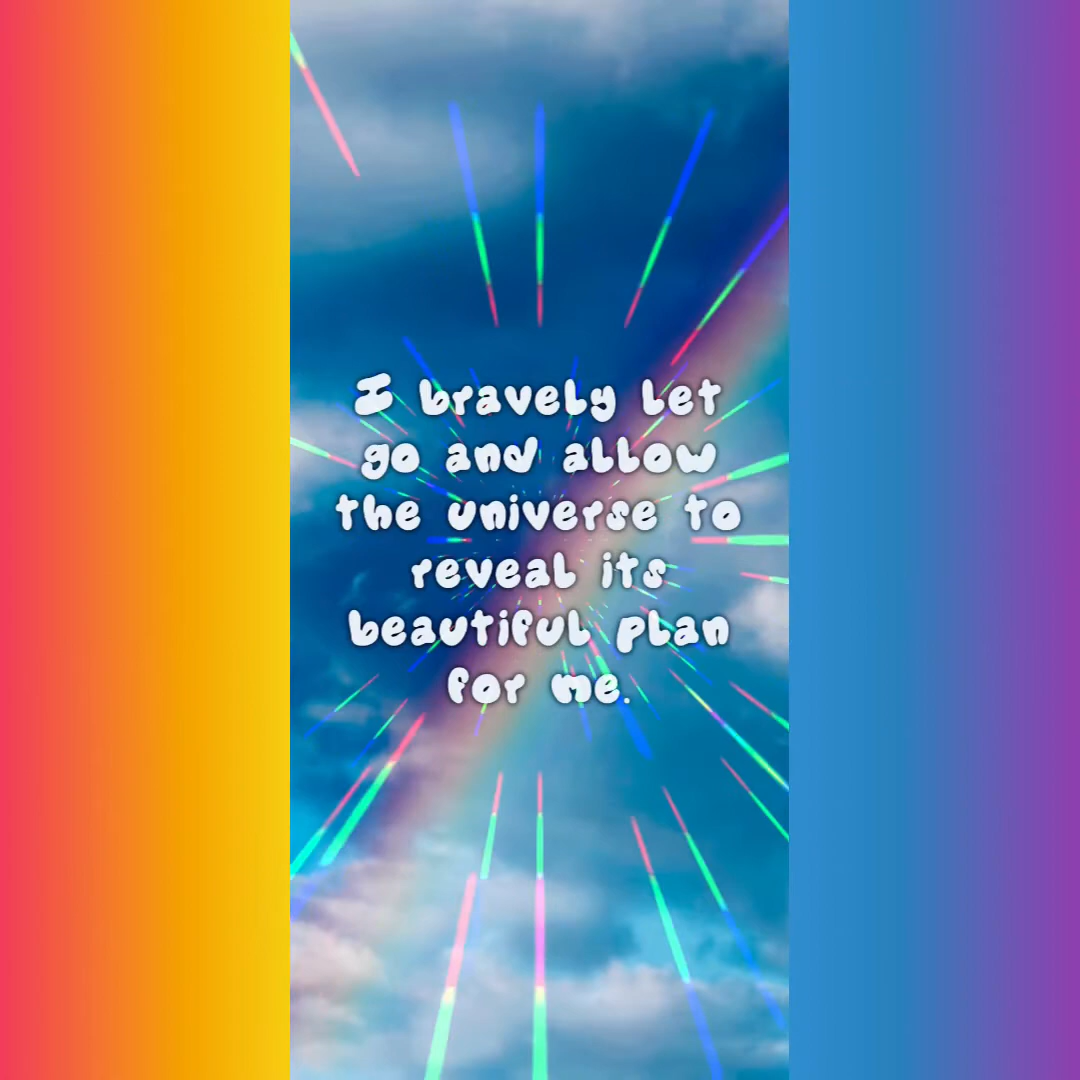 I bravely let
go and allow
the universe to
reveal its
beautiful plan
for me.